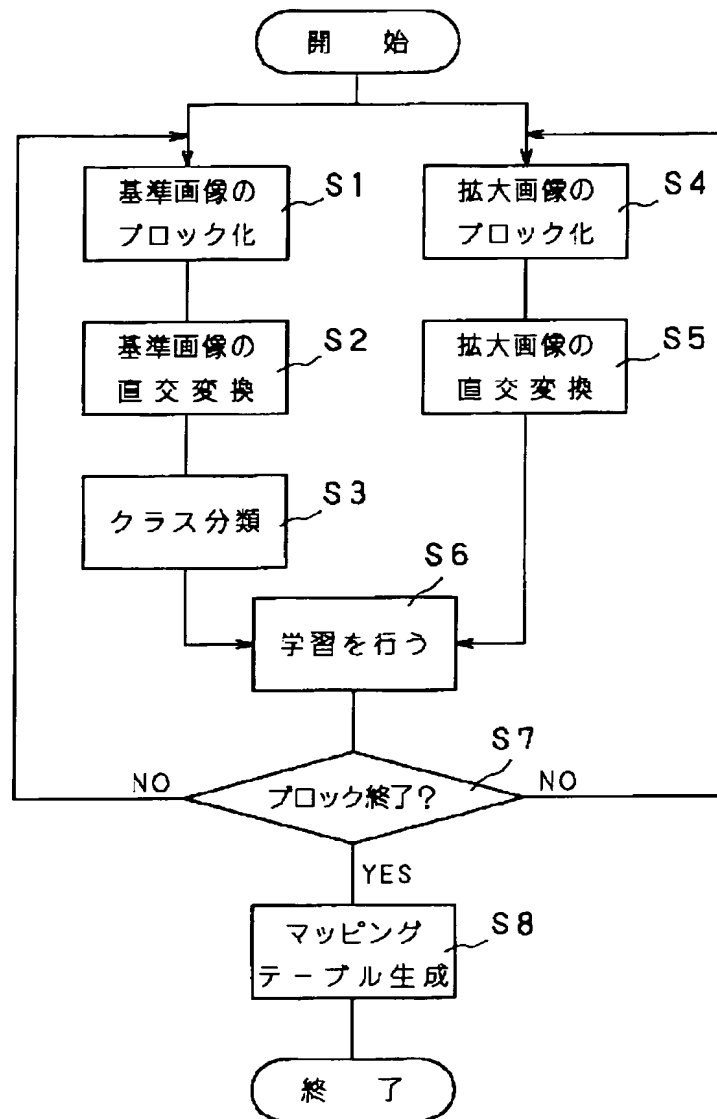 開 始
基準画像の
ブロック化
S1
拡大画像の
ブロック化
S4
基準画像の
直交変換
S2
拡大画像の
直交変換
S5
クラス分類
S3
S6
学習を行う
S7
NO
ブロック終了?
NO
YES
マッピング
テーブル生成
S8
終 了